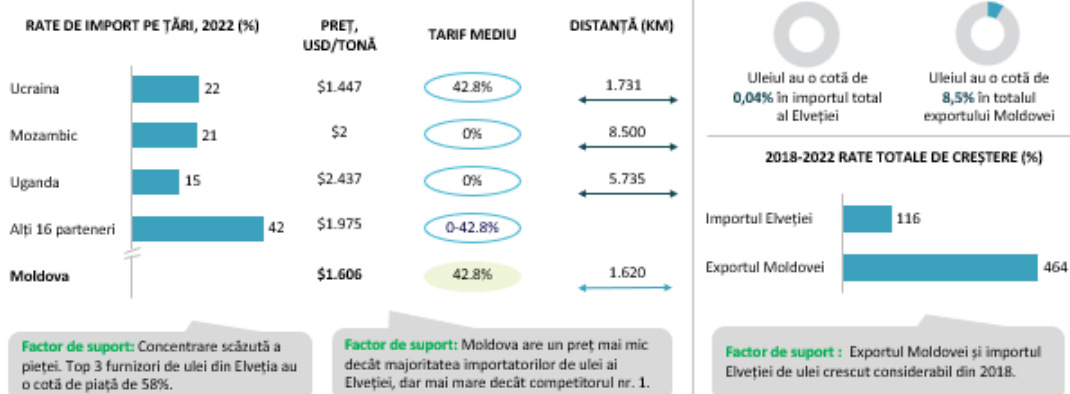 RATE DE IMPORT PE ȚĂRI, 2022 (%)
PREȚ,
USD/TONĂ
TARIF MEDIU
DISTANȚĂ (KM)
Ucraina
22
$1.447
42.8%
1.731
Mozambic
21
$2
0%
8.500
Uganda
15
$2.437
0%
5.735
Alți 16 parteneri
42
$1.975
0-42.8%
Moldova
$1.606
42.8%
1.620
Factor de suport: Concentrare scăzută a
pieței. Top 3 furnizori de ulei din Elveția au
o cotă de piață de 58%.
Factor de suport: Moldova are un preț mai mic
decât majoritatea importatorilor de ulei ai
Elveției, dar mai mare decât competitorul nr. 1.
Uleiul au o cotă de
0,04% în importul total
al Elveției
Uleiul au o cotă de
8,5% în totalul
exportului Moldovei
2018-2022 RATE TOTALE DE CREȘTERE (%)
Importul Elveției
116
Exportul Moldovei
464
Factor de suport : Exportul Moldovei și importul
Elveției de ulei crescut considerabil din 2018.